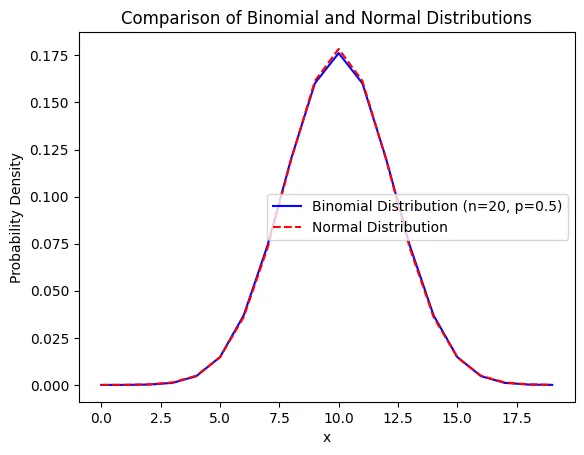 Comparison of Binomial and Normal Distributions
Probability Density
0.175
0.150
0.125
0.100
0.075
0.050
0.025
0.000
Binomial Distribution (n=20, p=0.5)
Normal Distribution
0.0 2.5 5.0 7.5 10.0 12.5 15.0 17.5
x